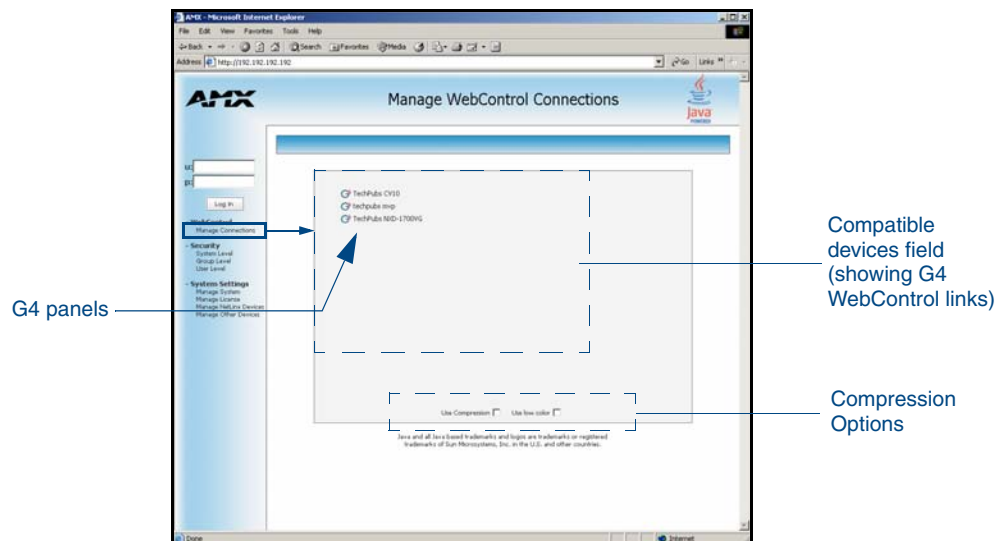 AMX - Microsoft Internet Explorer
File Edit View Favorites Tools Help
Back Search Favorites Media
Address http://192.192.192.192 Go Links »
AMX
Manage WebControl Connections
Java
POWERED
u:
p:
Log In
WebControl
Manage Connections
- Security
System Level
Group Level
User Level
- System Settings
Manage System
Manage License
Manage NetLinx Devices
Manage Other Devices
TechPubs CV10
techpubs mvp
TechPubs NXD-1700VG
G4 panels
Compatible
devices field
(showing G4
WebControl links)
Compression
Options
Use Compression Use low color
Java and all Java based trademarks and logos are trademarks or registered
trademarks of Sun Microsystems, Inc. in the U.S. and other countries.
Done Internet